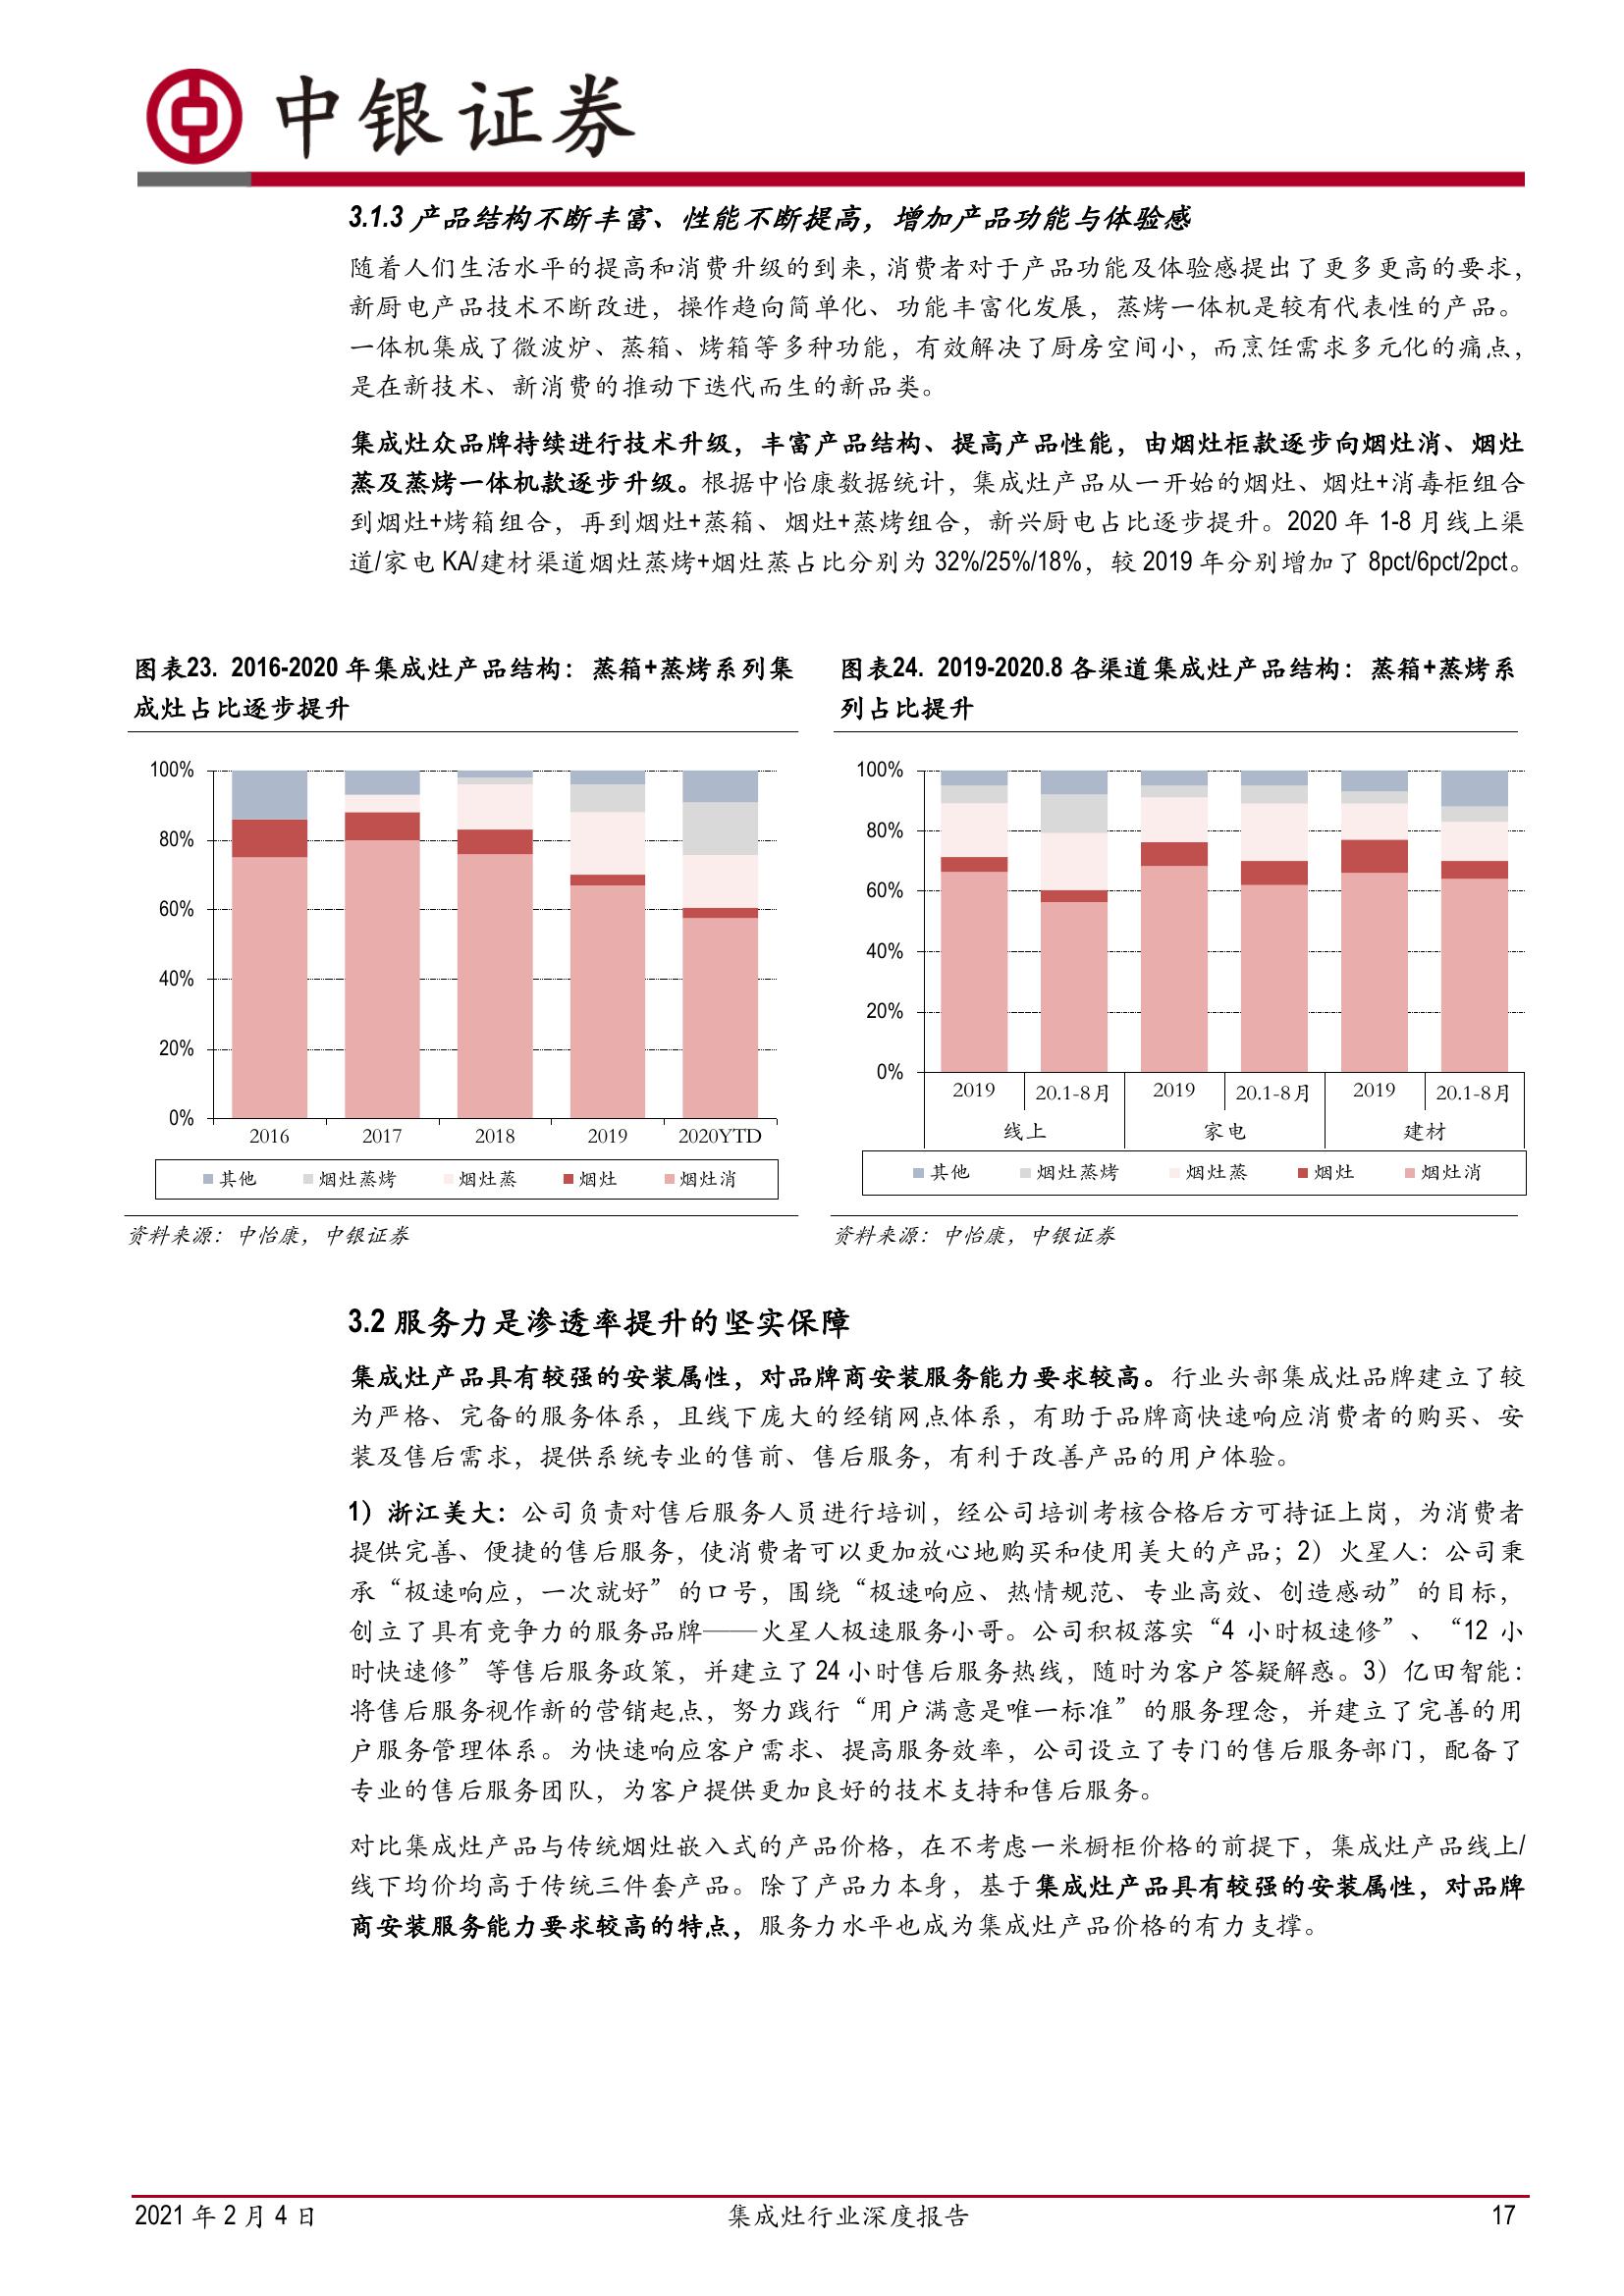 中银证券
3.1.3 产品结构不断丰富、性能不断提高，增加产品功能与体验感
随着人们生活水平的提高和消费升级的到来，消费者对于产品功能及体验感提出了更多更高的要求，
新厨电产品技术不断改进，操作趋向简单化、功能丰富化发展，蒸烤一体机是较有代表性的产品。
一体机集成了微波炉、蒸箱、烤箱等多种功能，有效解决了厨房空间小，而烹饪需求多元化的痛点，
是在新技术、新消费的推动下迭代而生的新品类。
集成灶众品牌持续进行技术升级，丰富产品结构、提高产品性能，由烟灶柜款逐步向烟灶消、烟灶
蒸及蒸烤一体机款逐步升级。根据中怡康数据统计，集成灶产品从一开始的烟灶、烟灶+消毒柜组合
到烟灶+烤箱组合，再到烟灶+蒸箱、烟灶+蒸烤组合，新兴厨电占比逐步提升。2020 年 1-8 月线上渠
道/家电 KA/建材渠道烟灶蒸烤+烟灶蒸占比分别为 32%/25%/18%，较 2019 年分别增加了 8pct/6pct/2pct。
图表23. 2016-2020 年集成灶产品结构：蒸箱+蒸烤系列集
成灶占比逐步提升
100%
80%
60%
40%
20%
0%
2016 2017 2018 2019 2020YTD
其他 烟灶蒸烤 烟灶蒸 烟灶 烟灶消
资料来源：中怡康，中银证券
图表24. 2019-2020.8 各渠道集成灶产品结构：蒸箱+蒸烤系
列占比提升
100%
80%
60%
40%
20%
0%
2019 20.1-8月 2019 20.1-8月 2019 20.1-8月
线上 家电 建材
其他 烟灶蒸烤 烟灶蒸 烟灶 烟灶消
资料来源：中怡康，中银证券
3.2 服务力是渗透率提升的坚实保障
集成灶产品具有较强的安装属性，对品牌商安装服务能力要求较高。行业头部集成灶品牌建立了较
为严格、完备的服务体系，且线下庞大的经销网点体系，有助于品牌商快速响应消费者的购买、安
装及售后需求，提供系统专业的售前、售后服务，有利于改善产品的用户体验。
1）浙江美大：公司负责对售后服务人员进行培训，经公司培训考核合格后方可持证上岗，为消费者
提供完善、便捷的售后服务，使消费者可以更加放心地购买和使用美大的产品；2）火星人：公司秉
承“极速响应，一次就好”的口号，围绕“极速响应、热情规范、专业高效、创造感动”的目标，
创立了具有竞争力的服务品牌——火星人极速服务小哥。公司积极落实“4 小时极速修”、“12 小
时快速修”等售后服务政策，并建立了 24 小时售后服务热线，随时为客户答疑解惑。3）亿田智能：
将售后服务视作新的营销起点，努力践行“用户满意是唯一标准”的服务理念，并建立了完善的用
户服务管理体系。为快速响应客户需求、提高服务效率，公司设立了专门的售后服务部门，配备了
专业的售后服务团队，为客户提供更加良好的技术支持和售后服务。
对比集成灶产品与传统烟灶嵌入式的产品价格，在不考虑一米橱柜价格的前提下，集成灶产品线上/
线下均价均高于传统三件套产品。除了产品力本身，基于集成灶产品具有较强的安装属性，对品牌
商安装服务能力要求较高的特点，服务力水平也成为集成灶产品价格的有力支撑。
2021 年 2 月 4 日 集成灶行业深度报告 17